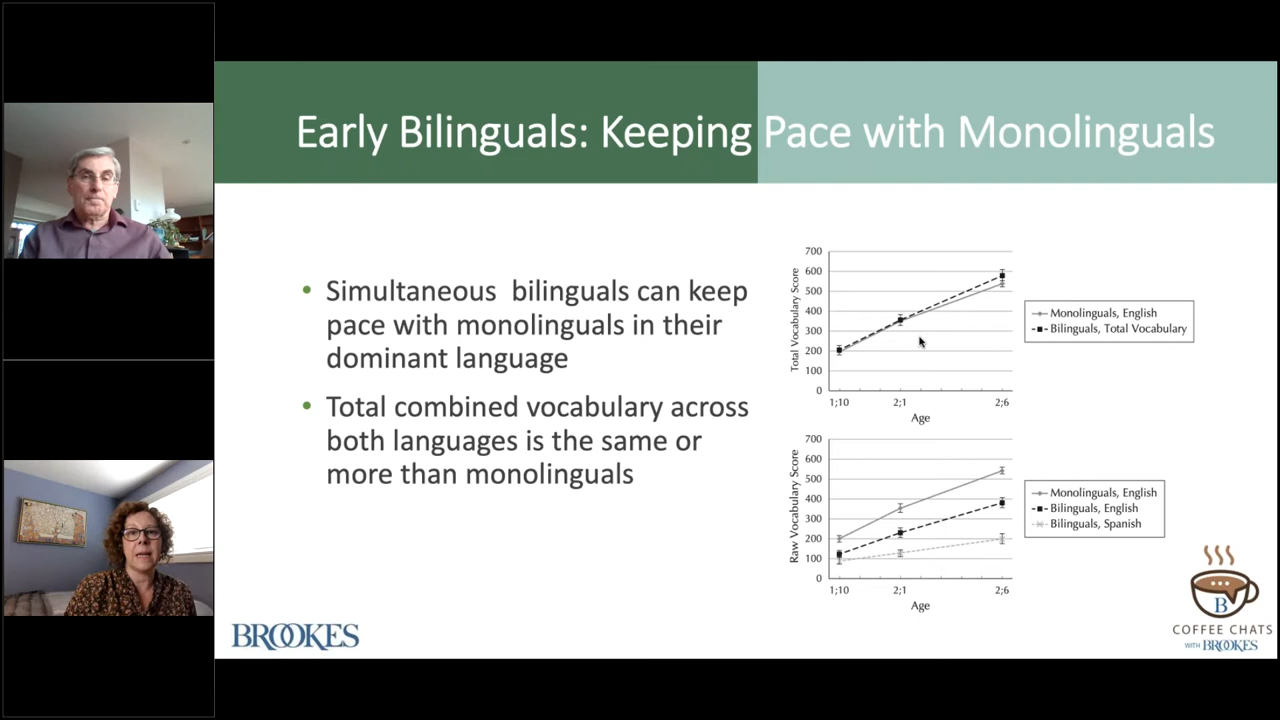 Early Bilinguals: Keeping Pace with Monolinguals
• Simultaneous bilinguals can keep
pace with monolinguals in their
dominant language
• Total combined vocabulary across
both languages is the same or
more than monolinguals
Total Vocabulary Score
700
600
500
400
300
200
100
0
1;10 2;1 2;6
Age
Monolinguals, English
Bilinguals, Total Vocabulary
Raw Vocabulary Score
700
600
500
400
300
200
100
0
1;10 2;1 2;6
Age
Monolinguals, English
Bilinguals, English
Bilinguals, Spanish
BROOKES
B
COFFEE CHATS
WITH BROOKES